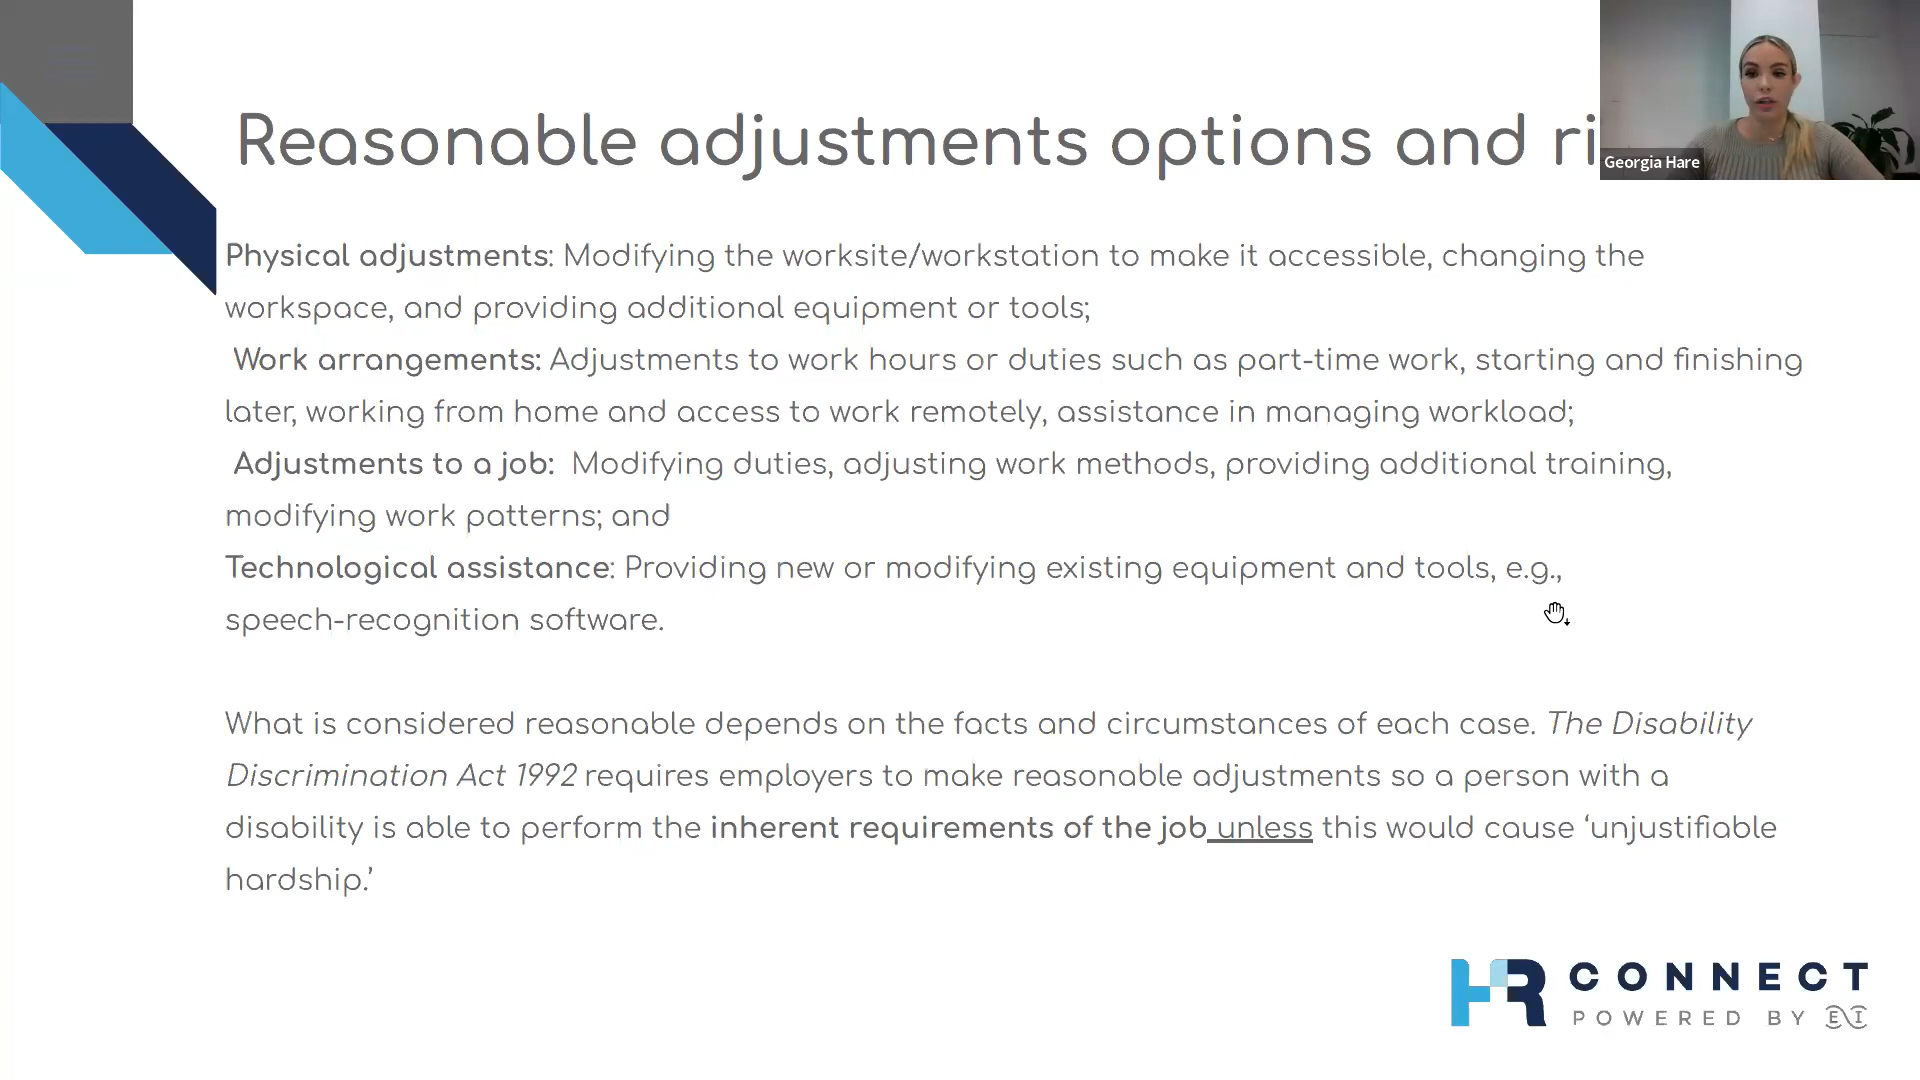 Reasonable adjustments options and ri
Georgia Hare
Physical adjustments: Modifying the worksite/workstation to make it accessible, changing the
workspace, and providing additional equipment or tools;
Work arrangements: Adjustments to work hours or duties such as part-time work, starting and finishing
later, working from home and access to work remotely, assistance in managing workload;
Adjustments to a job: Modifying duties, adjusting work methods, providing additional training,
modifying work patterns; and
Technological assistance: Providing new or modifying existing equipment and tools, e.g.,
speech-recognition software.
What is considered reasonable depends on the facts and circumstances of each case. The Disability
Discrimination Act 1992 requires employers to make reasonable adjustments so a person with a
disability is able to perform the inherent requirements of the job unless this would cause ‘unjustifiable
hardship.’
HR CONNECT
POWERED BY EI